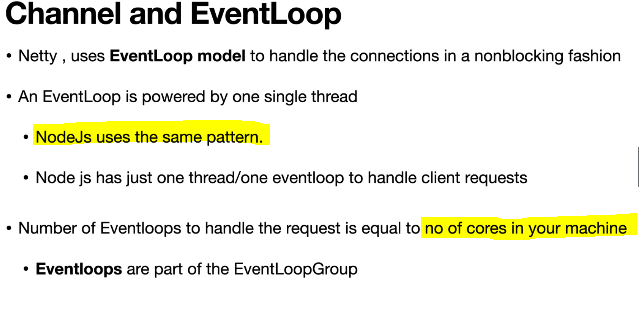 Channel and EventLoop
• Netty , uses EventLoop model to handle the connections in a nonblocking fashion
• An EventLoop is powered by one single thread
• NodeJs uses the same pattern.
• Node js has just one thread/one eventloop to handle client requests
• Number of Eventloops to handle the request is equal to no of cores in your machine
• Eventloops are part of the EventLoopGroup